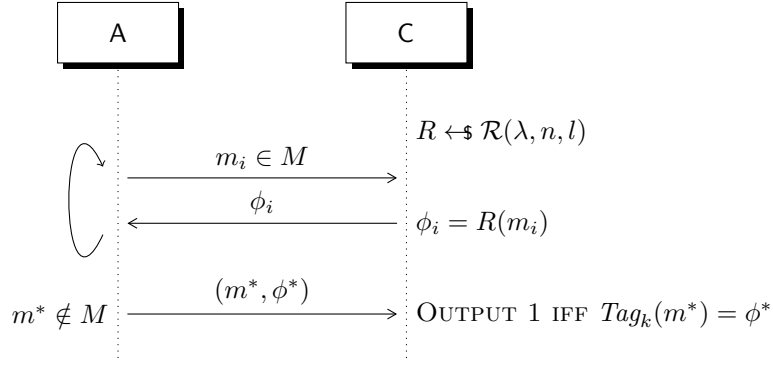 A C
R ←$ ℛ(λ, n, l)
m_i ∈ M
ϕ_i
ϕ_i = R(m_i)
(m*, ϕ*)
m* ∉ M
OUTPUT 1 IFF Tag_k(m*) = ϕ*